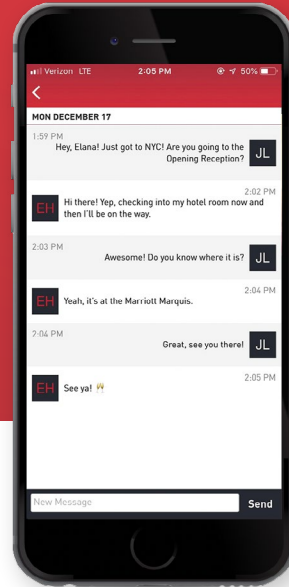 Verizon LTE 2:05 PM 50%
MON DECEMBER 17
1:59 PM
Hey, Elana! Just got to NYC! Are you going to the
Opening Reception?
JL
2:02 PM
EH
Hi there! Yep, checking into my hotel room now and
then I'll be on the way.
2:03 PM
Awesome! Do you know where it is?
JL
2:04 PM
EH
Yeah, it's at the Marriott Marquis.
2:04 PM
Great, see you there!
JL
2:05 PM
EH
See ya! 🥂
New Message
Send